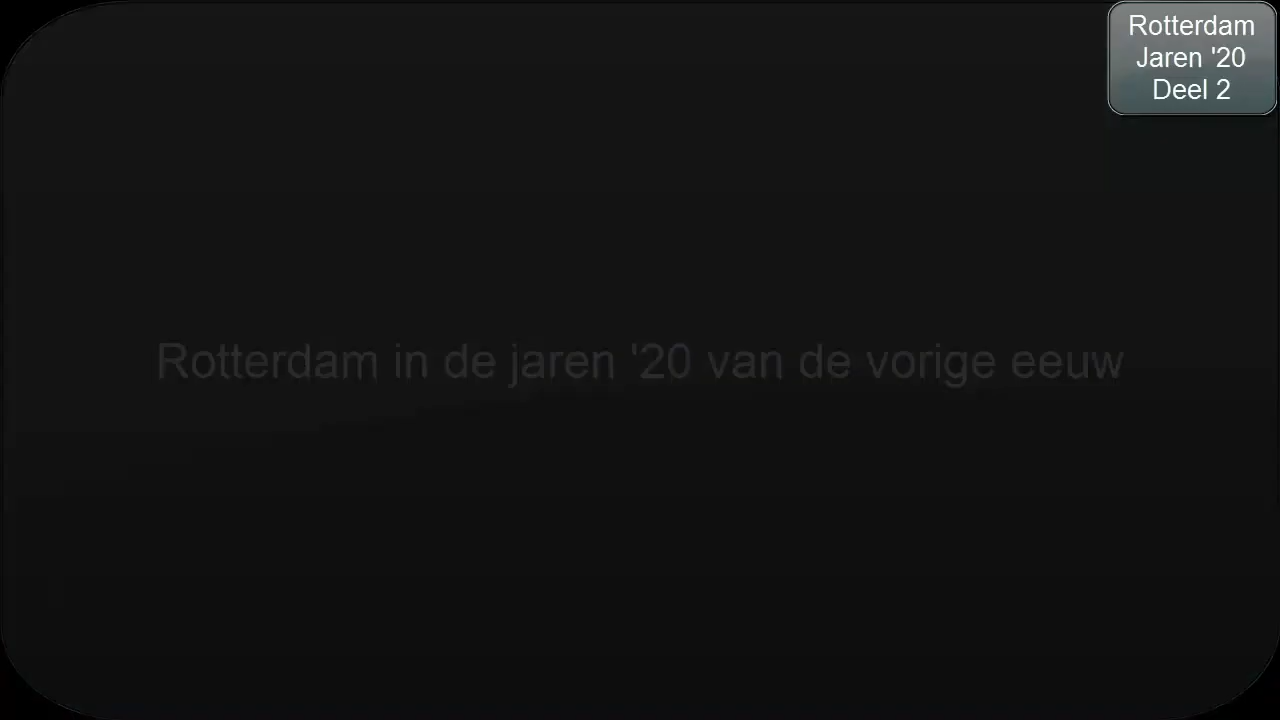 Rotterdam
Jaren '20
Deel 2
Rotterdam in de jaren '20 van de vorige eeuw